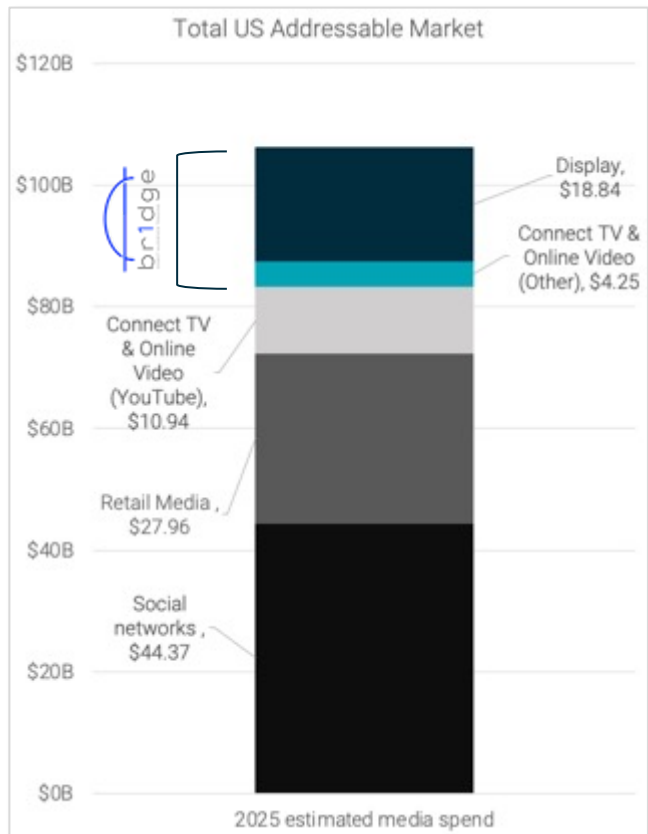 Total US Addressable Market
$120B
$100B
$80B
$60B
$40B
$20B
$0B
br1dge
Display,
$18.84
Connect TV &
Online Video
(Other), $4.25
Connect TV
& Online
Video
(YouTube),
$10.94
Retail Media ,
$27.96
Social
networks ,
$44.37
2025 estimated media spend